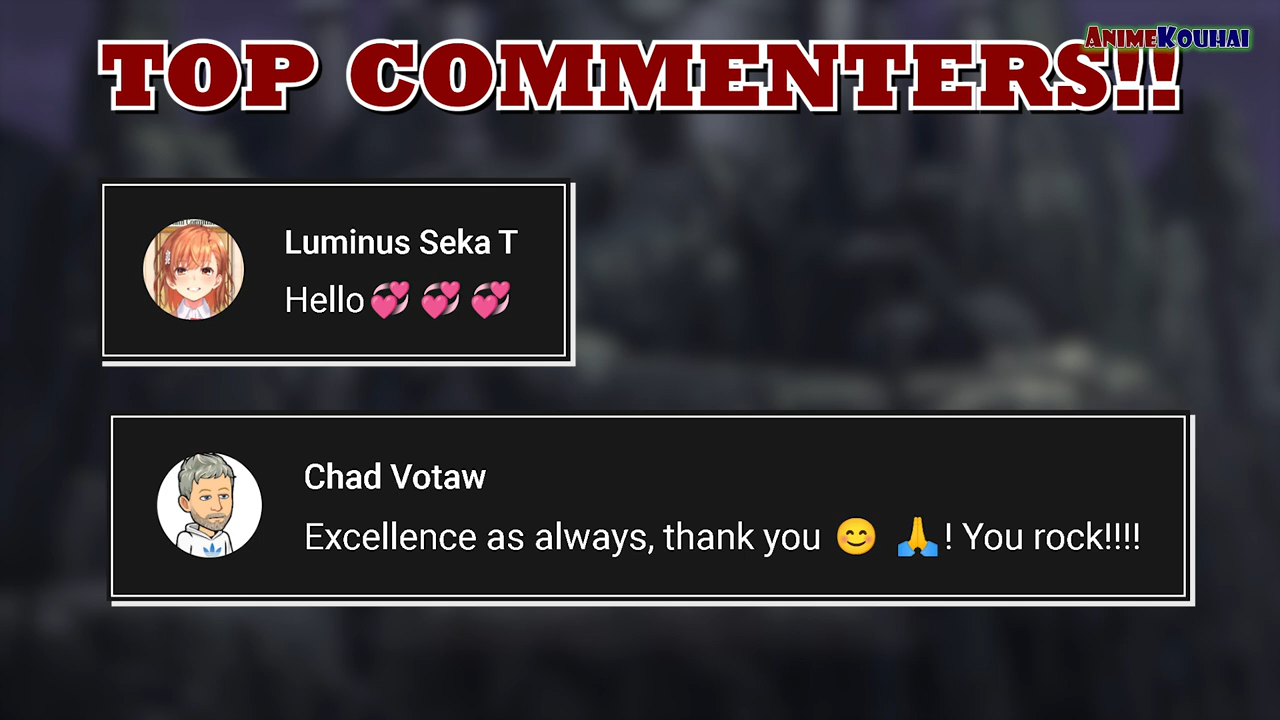 AnimeKouhai
TOP COMMENTERS!!
Luminus Seka T
Hello💞 💞 💞
Chad Votaw
Excellence as always, thank you 😊 🙏! You rock!!!!